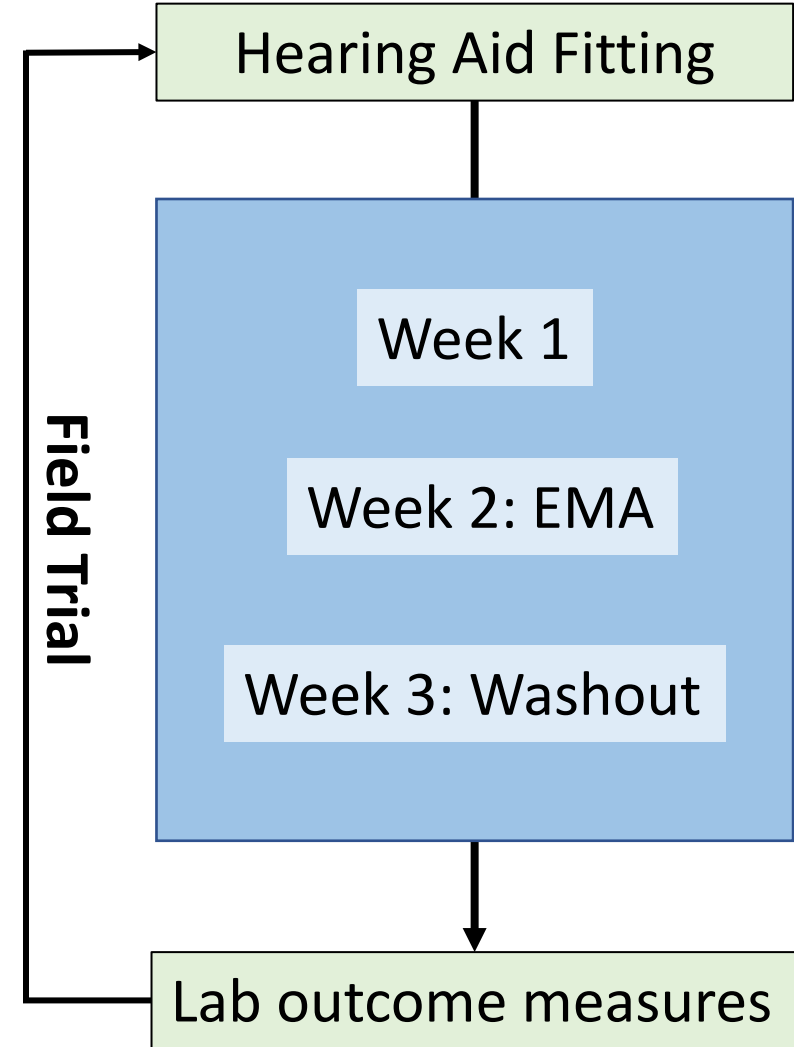 Hearing Aid Fitting
Week 1
Field Trial
Week 2: EMA
Week 3: Washout
Lab outcome measures